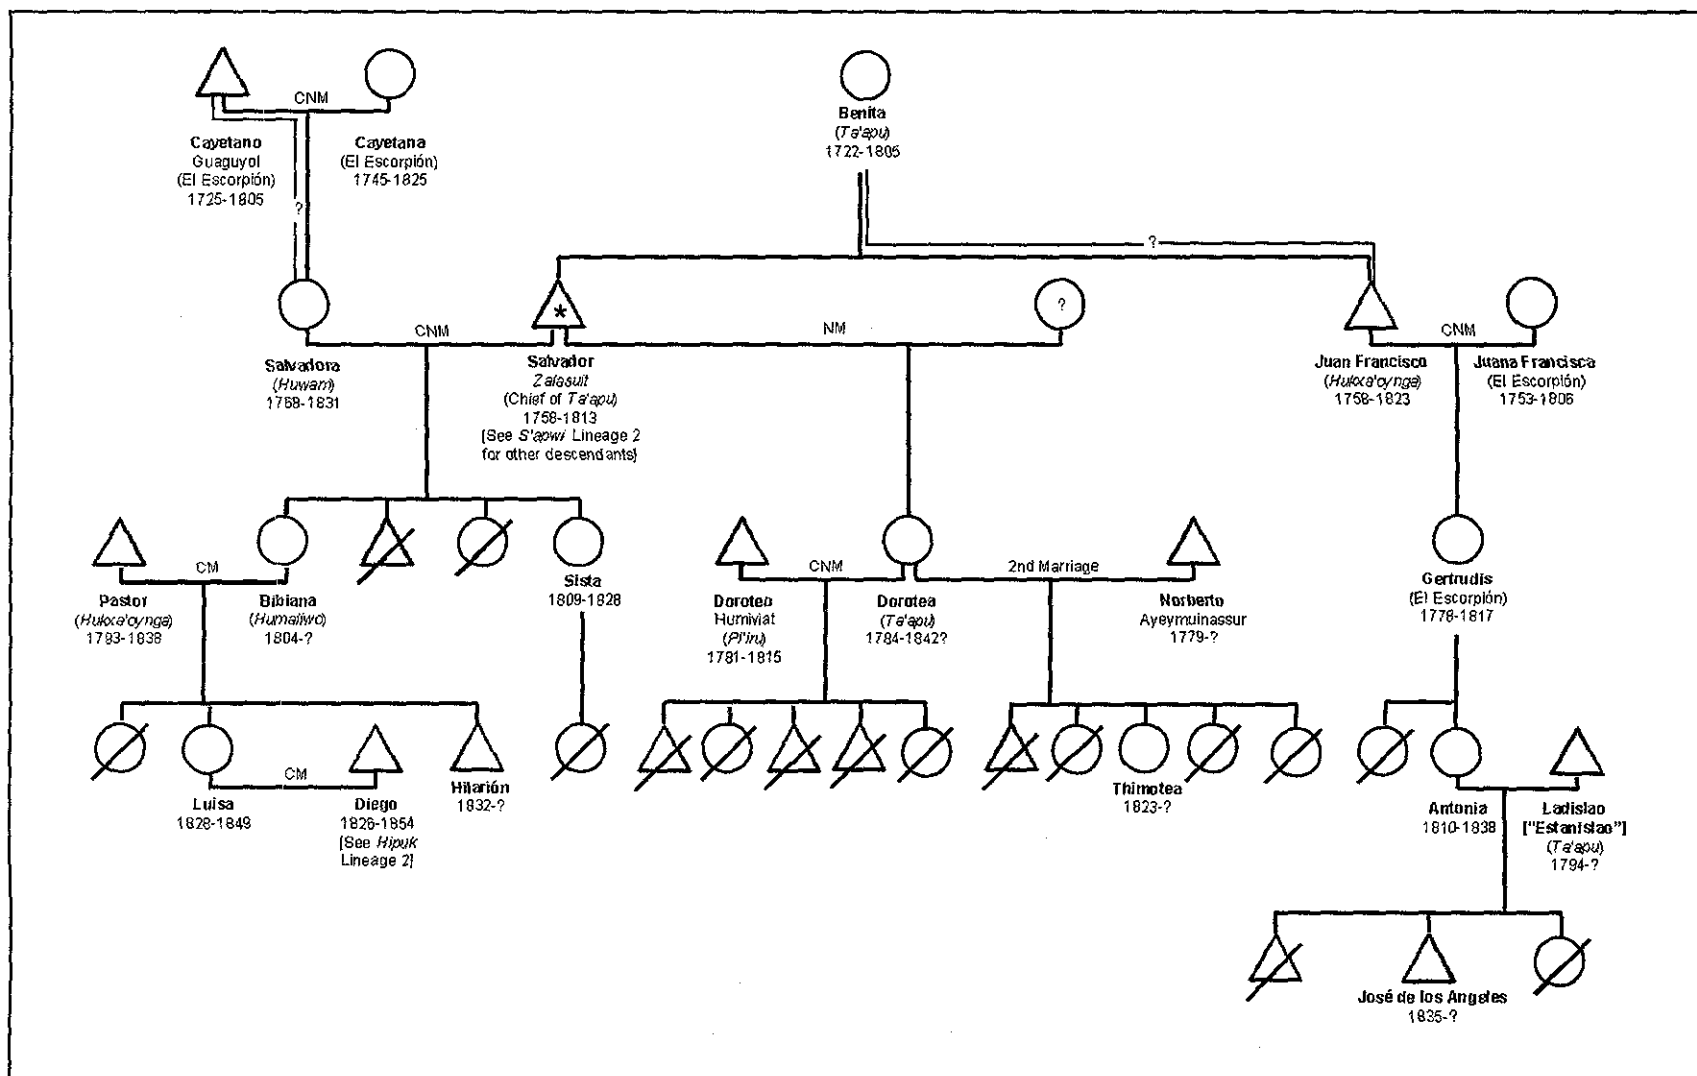 CNM
Cayetano
Guaguyol
(El Escorpión)
1725-1805
Cayetana
(El Escorpión)
1745-1825
?
Benita
(Ta'apu)
1722-1805
?
CNM
*
NM
?
CNM
Salvadora
(Huwam)
1768-1831
Salvador
Zalasuit
(Chief of Ta'apu)
1758-1813
[See S'apwi Lineage 2
for other descendants]
Juan Francisco
1758-1823
Juana Francisca
(El Escorpión)
1753-1806
CM
Pastor
1793-1838
Bibiana
(Humaliwo)
1804-?
Sista
1809-1828
CNM
2nd Marriage
Doroteo
Humiviat
(Pi'iru)
1781-1815
Dorotea
(Ta'apu)
1784-1842?
Norberto
Ayeymuinassur
1779-?
Gertrudis
(El Escorpión)
1778-1817
CM
Luisa
1828-1849
Diego
1826-1854
[See Hipuk
Lineage 2]
Hilarión
1832-?
Thimotea
1823-?
Antonia
1810-1838
Ladislao
["Estanislao"]
(Ta'apu)
1794-?
José de los Angeles
1835-?